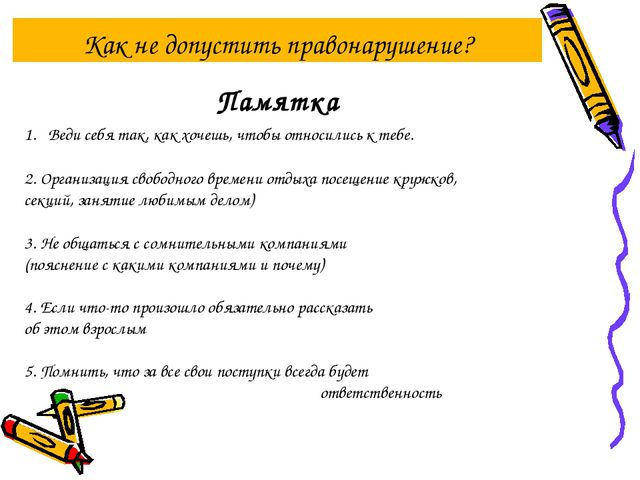 Как не допустить правонарушение?
Памятка
1. Веди себя так, как хочешь, чтобы относились к тебе.
2. Организация свободного времени отдыха посещение кружков,
секций, занятие любимым делом)
3. Не общаться с сомнительными компаниями
(пояснение с какими компаниями и почему)
4. Если что-то произошло обязательно рассказать
об этом взрослым
5. Помнить, что за все свои поступки всегда будет
ответственность